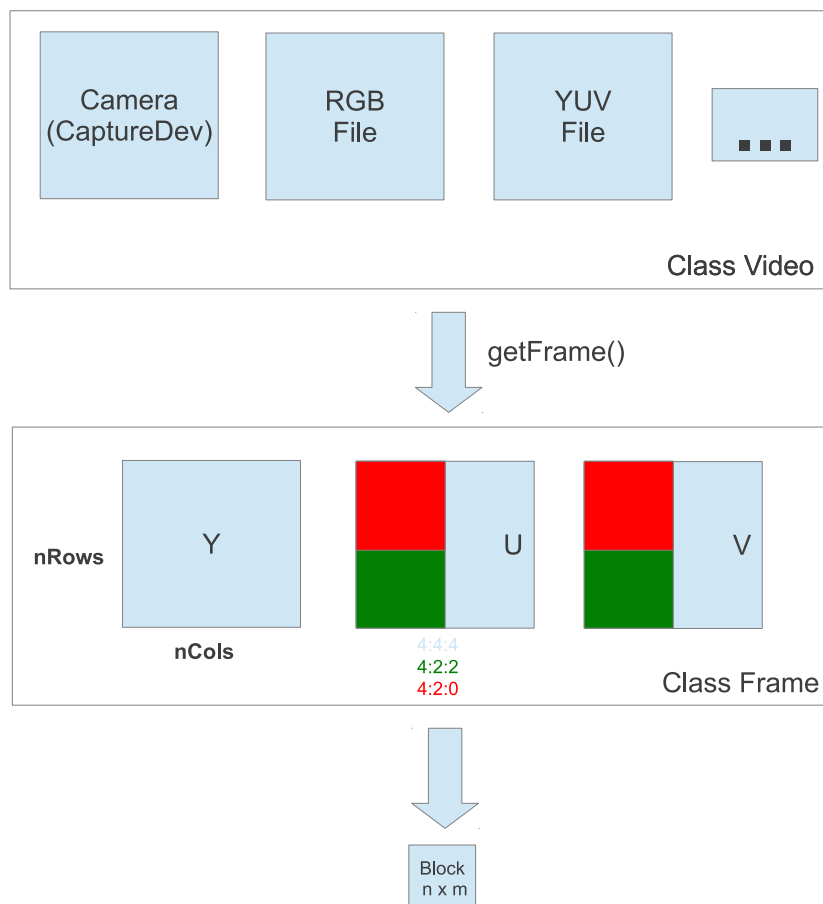 Camera
(CaptureDev)
RGB
File
YUV
File
...
Class Video
getFrame()
nRows
Y
U
V
nCols
4:4:4
4:2:2
4:2:0
Class Frame
Block
n x m